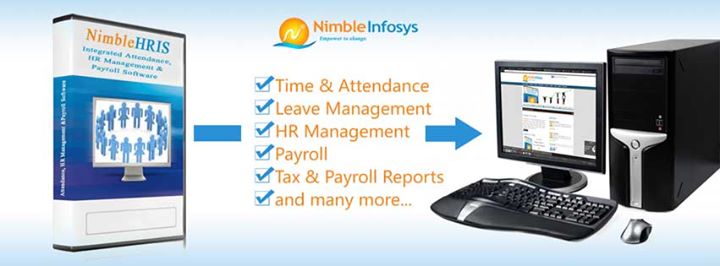 NimbleHRIS
Integrated Attendance,
HR Management &
Payroll Software
Attendance, HR Management &Payroll Software
Nimble Infosys
Empower to change
Time & Attendance
Leave Management
HR Management
Payroll
Tax & Payroll Reports
and many more...